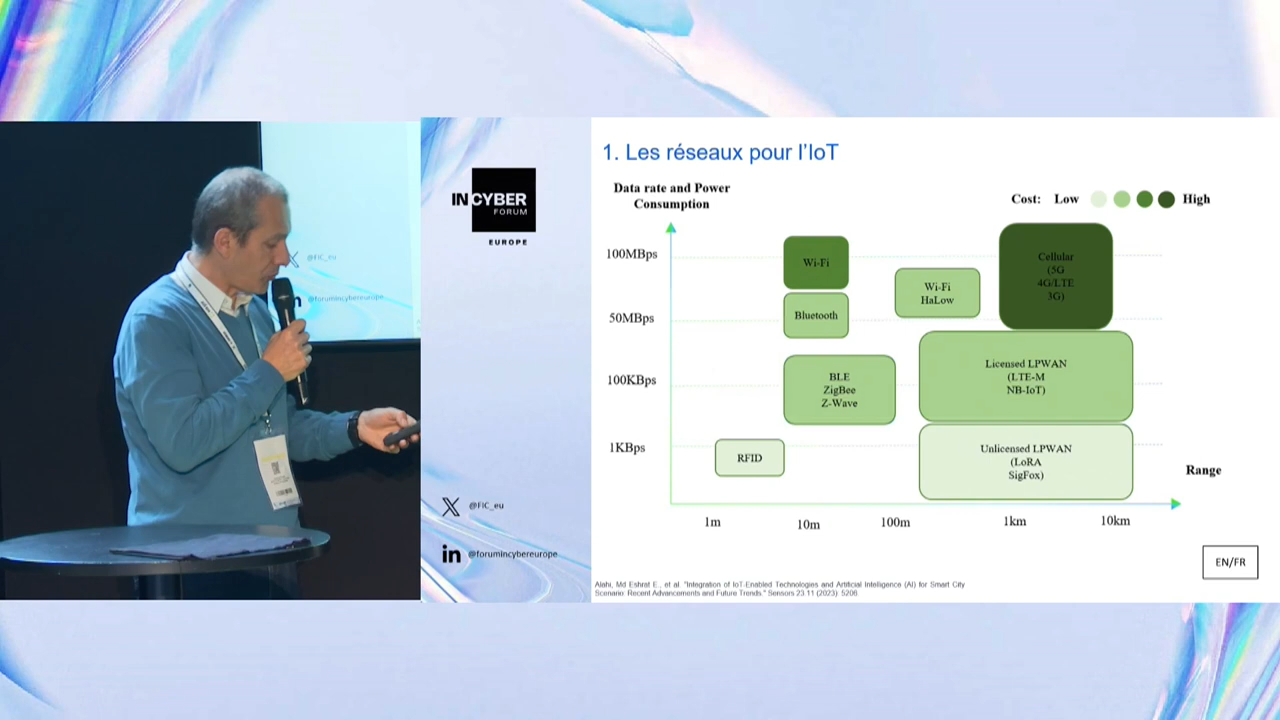 @FIC_eu
@forumincybereurope
IN CYBER
FORUM
EUROPE
@FIC_eu
in @forumincybereurope
1. Les réseaux pour l'IoT
Data rate and Power
Consumption
Cost: Low High
100MBps
50MBps
100KBps
1KBps
Wi-Fi
Bluetooth
Wi-Fi
HaLow
Cellular
(5G
4G/LTE
3G)
BLE
ZigBee
Z-Wave
Licensed LPWAN
(LTE-M
NB-IoT)
RFID
Unlicensed LPWAN
(LoRA
SigFox)
Range
1m 10m 100m 1km 10km
EN/FR
Alahi, Md Eshrat E., et al. "Integration of IoT-Enabled Technologies and Artificial Intelligence (AI) for Smart City
Scenario: Recent Advancements and Future Trends." Sensors 23.11 (2023): 5206.